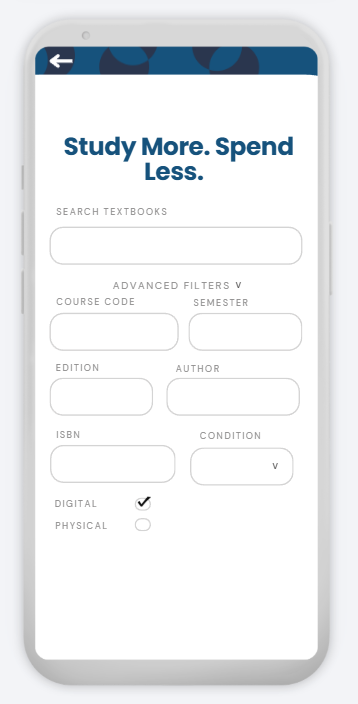 Study More. Spend
Less.
SEARCH TEXTBOOKS
ADVANCED FILTERS v
COURSE CODE SEMESTER
EDITION AUTHOR
ISBN CONDITION
v
DIGITAL
PHYSICAL